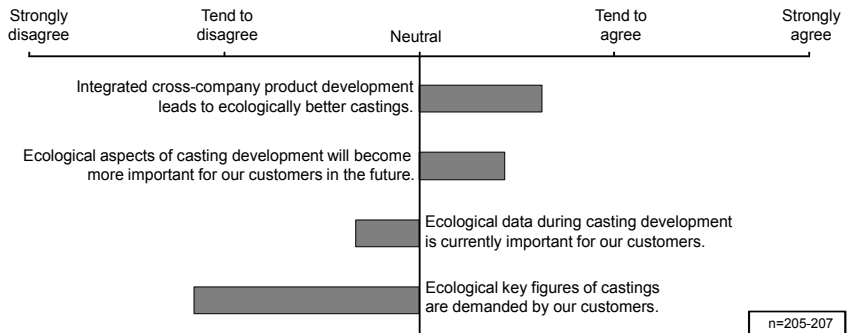 Strongly disagree
Tend to disagree
Neutral
Tend to agree
Strongly agree
Integrated cross-company product development
leads to ecologically better castings.
Ecological aspects of casting development will become
more important for our customers in the future.
Ecological data during casting development
is currently important for our customers.
Ecological key figures of castings
are demanded by our customers.
n=205-207